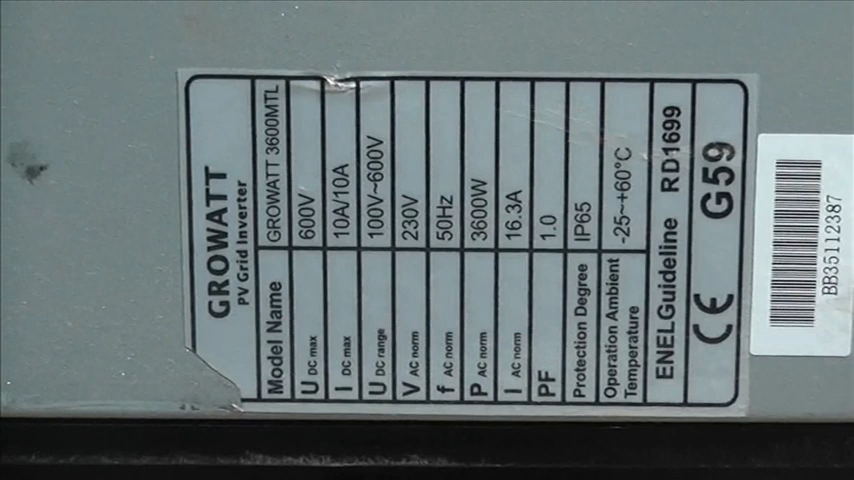 GROWATT
PV Grid Inverter
Model Name GROWATT 3600MTL
U DC max 600V
I DC max 10A/10A
U DC range 100V~600V
V AC norm 230V
f AC norm 50Hz
P AC norm 3600W
I AC norm 16.3A
PF 1.0
Protection Degree IP65
Operation Ambient
Temperature -25~+60°C
ENELGuideline RD1699
CE G59
BB35112387